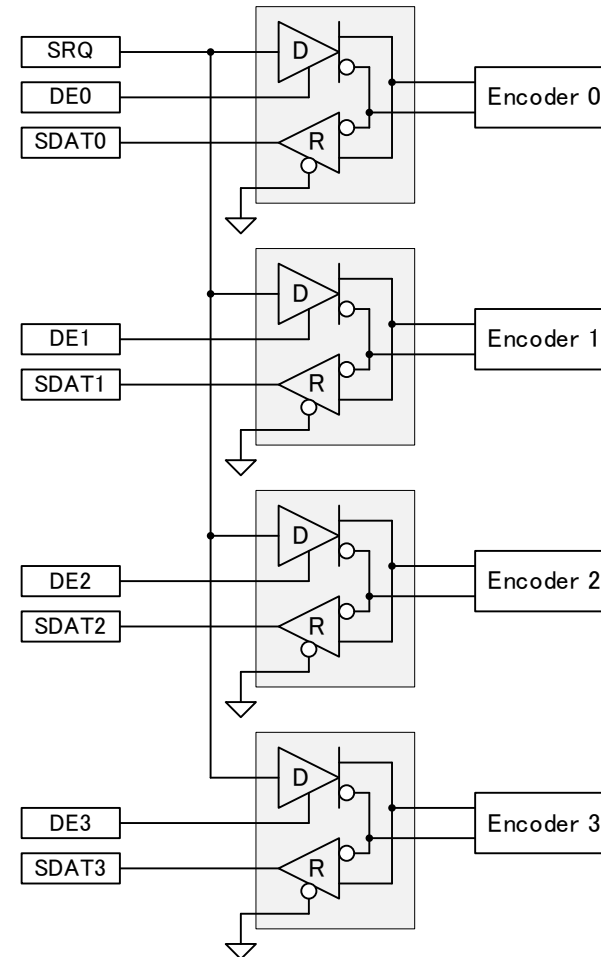 SRQ
D
DE0
Encoder 0
SDAT0
R
D
DE1
Encoder 1
SDAT1
R
D
DE2
Encoder 2
SDAT2
R
D
DE3
Encoder 3
SDAT3
R